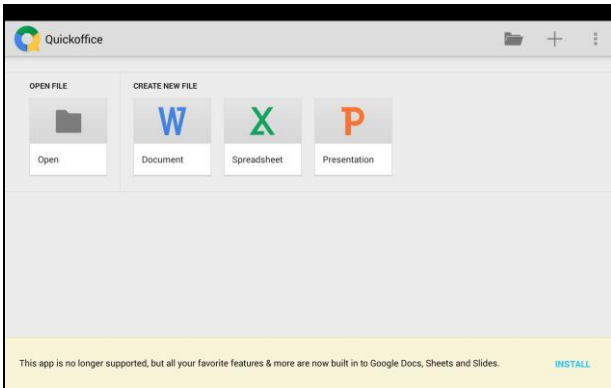 Quickoffice
OPEN FILE
CREATE NEW FILE
W
X
P
Open
Document
Spreadsheet
Presentation
This app is no longer supported, but all your favorite features & more are now built in to Google Docs, Sheets and Slides.
INSTALL